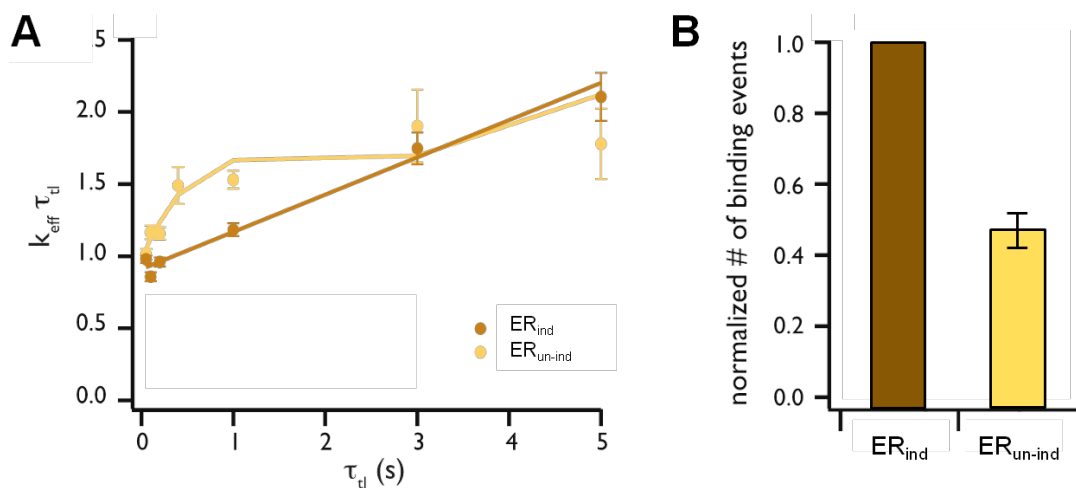 A
B
.5
2.0
1.5
1.0
0.5
0.0
k_eff τ_tl
0 1 2 3 4 5
τ_tl (s)
ER_ind
ER_un-ind
normalized # of binding events
1.0
0.8
0.6
0.4
0.2
0.0
ER_ind
ER_un-ind